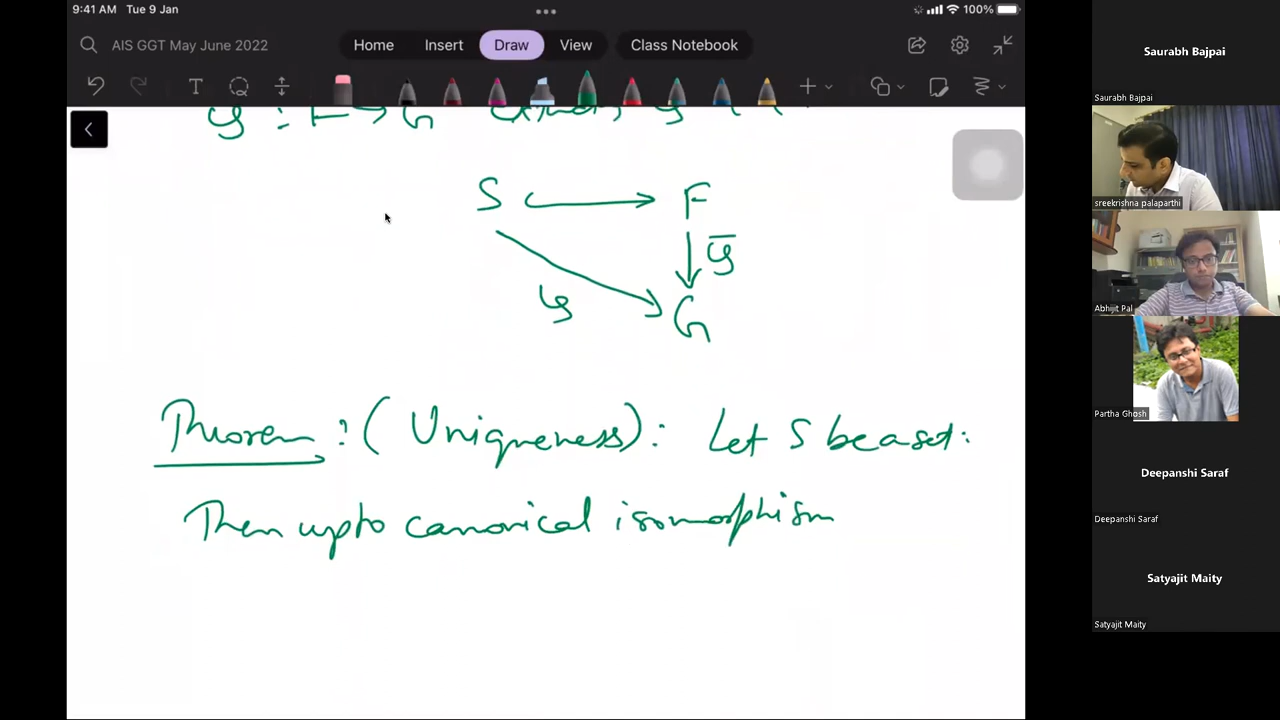 9:41 AM Tue 9 Jan
100%
AIS GGT May June 2022
Home Insert Draw View Class Notebook
S F
φ̄
φ
G
Theorem : ( Uniqueness) : Let S be a set.
Then upto canonical isomorphism
Saurabh Bajpai
Saurabh Bajpai
sreekrishna palaparthi
Abhijit Pal
Partha Ghosh
Deepanshi Saraf
Deepanshi Saraf
Satyajit Maity
Satyajit Maity